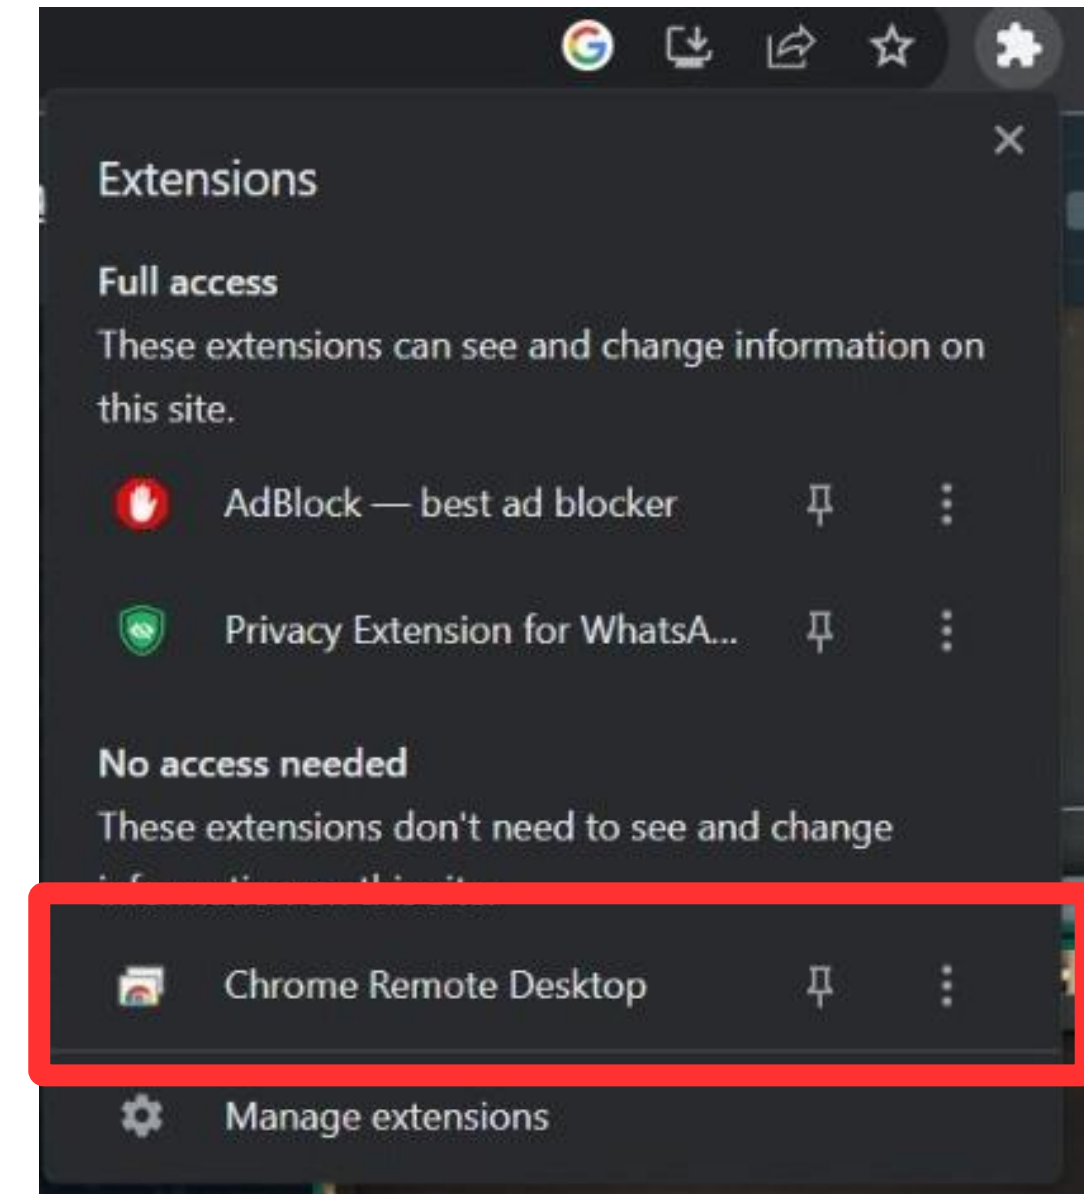 Extensions
Full access
These extensions can see and change information on
this site.
AdBlock — best ad blocker
Privacy Extension for WhatsA...
No access needed
These extensions don't need to see and change
Chrome Remote Desktop
Manage extensions